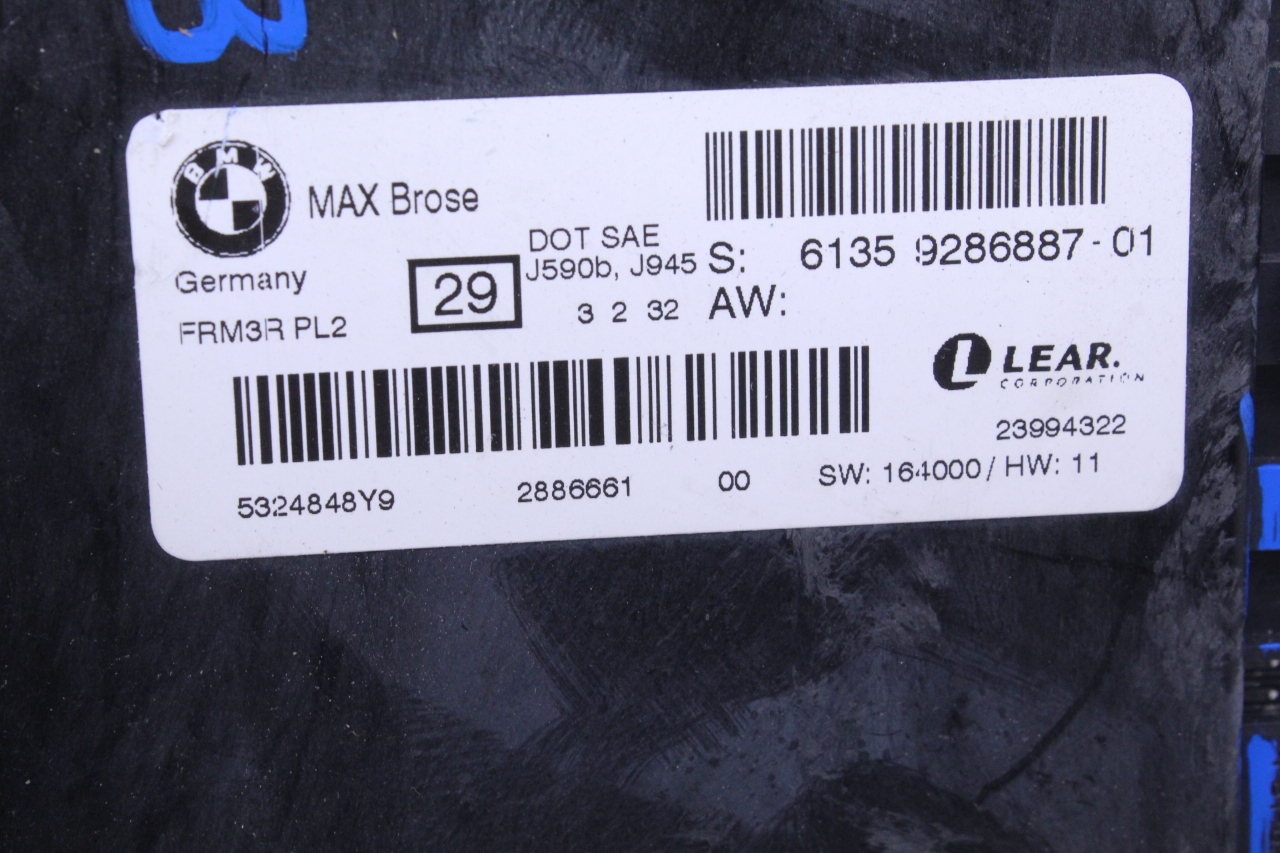 BMW
MAX Brose
Germany
FRM3R PL2
29
DOT SAE
J590b, J945
3 2 32
S: 6135 9286887-01
AW:
L LEAR.
CORPORATION
23994322
5324848Y9 2886661 00 SW: 164000 / HW: 11